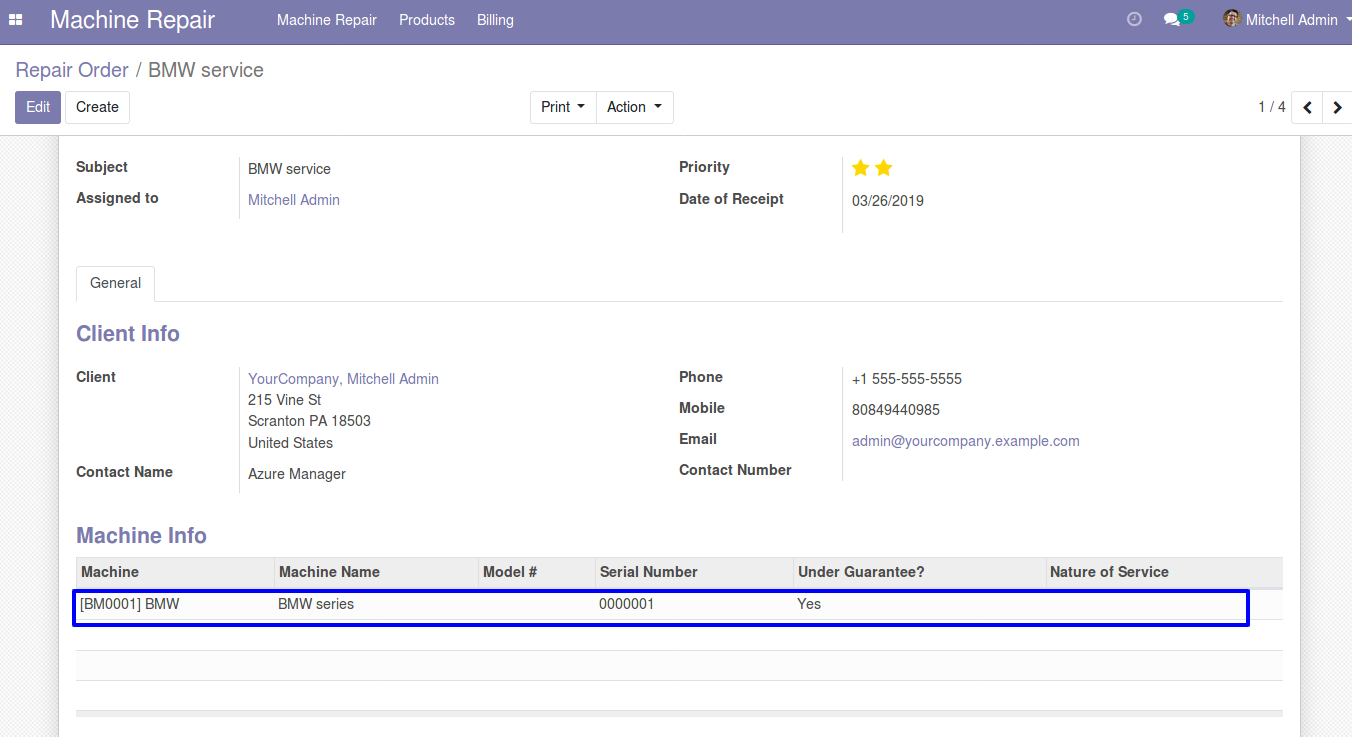 Machine Repair Machine Repair Products Billing 5 Mitchell Admin
Repair Order / BMW service
Edit Create Print Action 1 / 4
Subject BMW service Priority
Assigned to Mitchell Admin Date of Receipt 03/26/2019
General
Client Info
Client YourCompany, Mitchell Admin Phone +1 555-555-5555
215 Vine St
Mobile 80849440985
Scranton PA 18503
United States Email admin@yourcompany.example.com
Contact Name Azure Manager Contact Number
Machine Info
Machine Machine Name Model # Serial Number Under Guarantee? Nature of Service
[BM0001] BMW BMW series 0000001 Yes